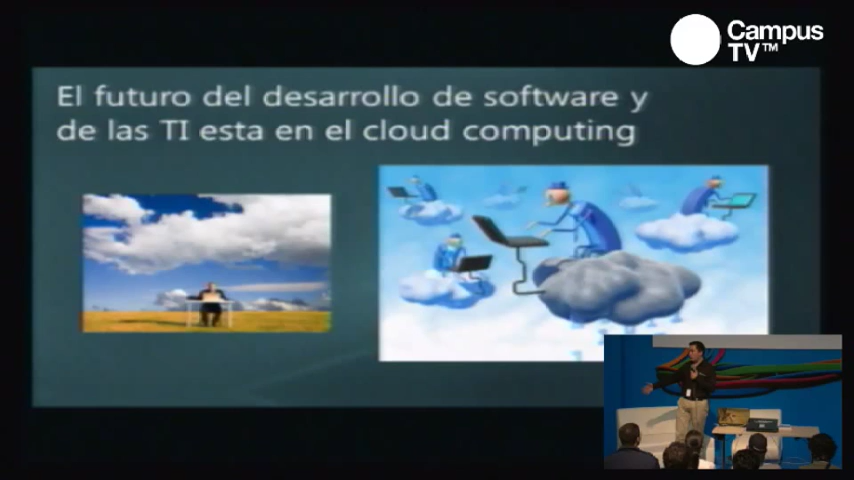 Campus
TV™
El futuro del desarrollo de software y
de las TI esta en el cloud computing